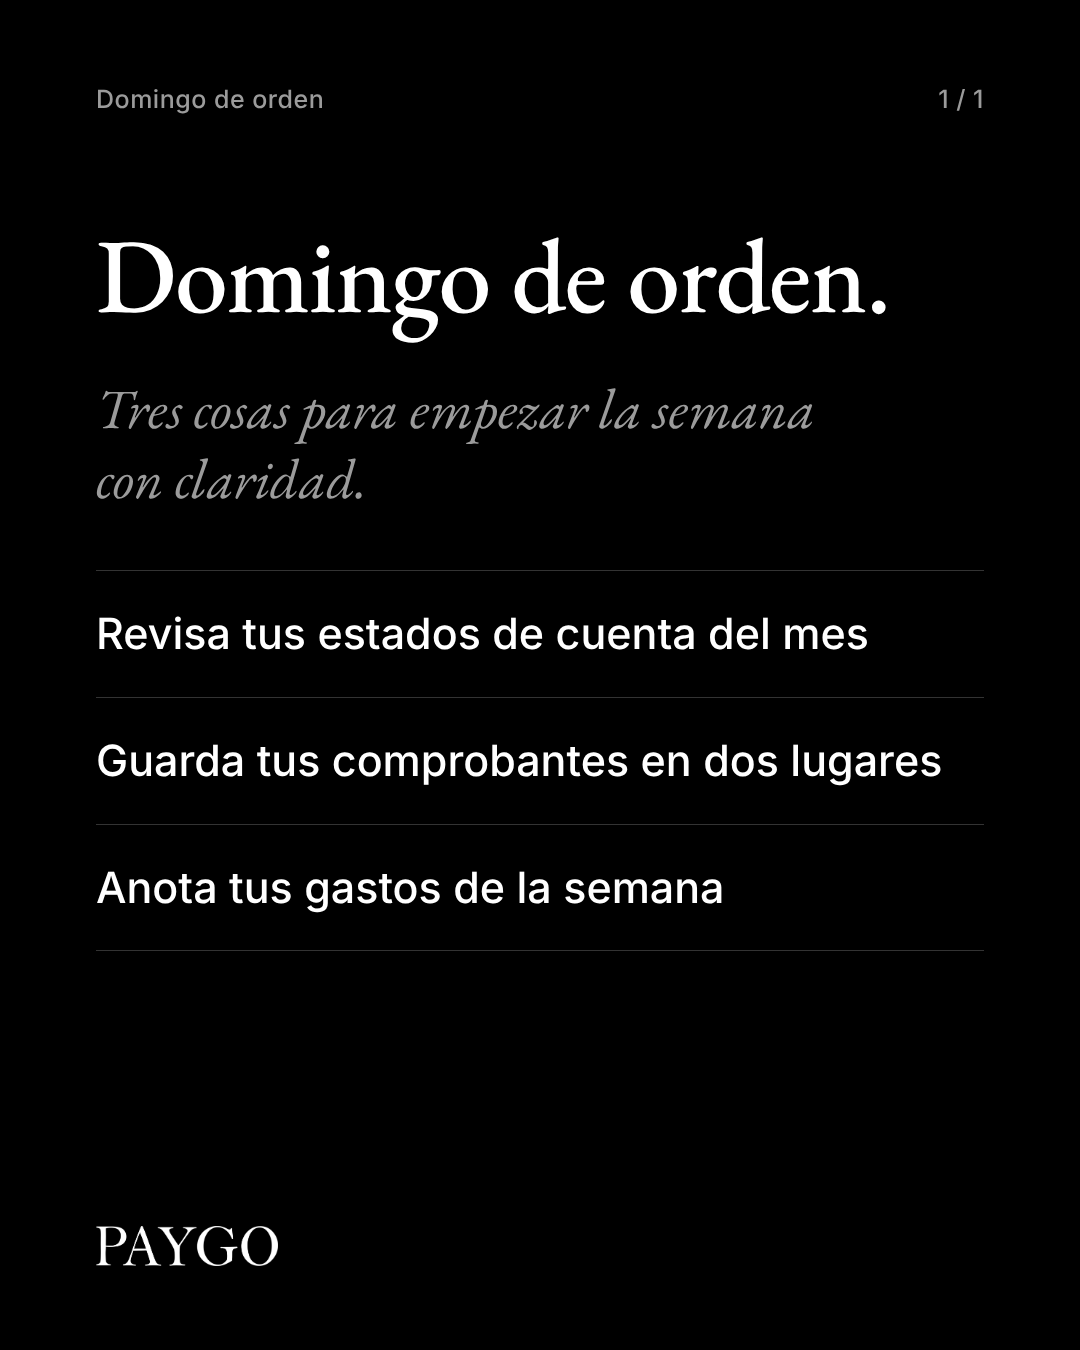 Domingo de orden
1 / 1
Domingo de orden.
Tres cosas para empezar la semana
con claridad.
Revisa tus estados de cuenta del mes
Guarda tus comprobantes en dos lugares
Anota tus gastos de la semana
PAYGO